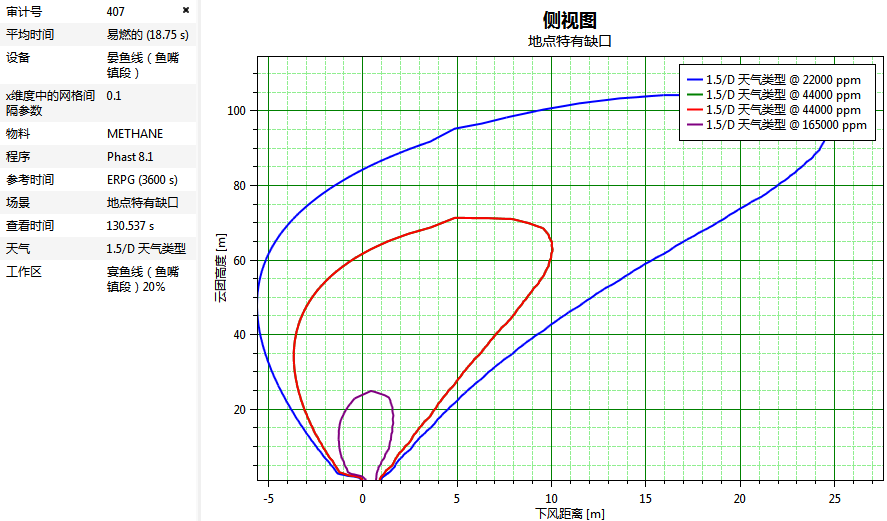 审计号 407
平均时间 易燃的 (18.75 s)
设备 晏鱼线（鱼嘴
镇段）
x维度中的网格间 0.1
隔参数
物料 METHANE
程序 Phast 8.1
参考时间 ERPG (3600 s)
场景 地点特有缺口
查看时间 130.537 s
天气 1.5/D 天气类型
工作区 宾鱼线（鱼嘴
镇段）20%
侧视图
地点特有缺口
1.5/D 天气类型 @ 22000 ppm
1.5/D 天气类型 @ 44000 ppm
1.5/D 天气类型 @ 44000 ppm
1.5/D 天气类型 @ 165000 ppm
云团高度 [m]
100
80
60
40
20
-5 0 5 10 15 20 25
下风距离 [m]